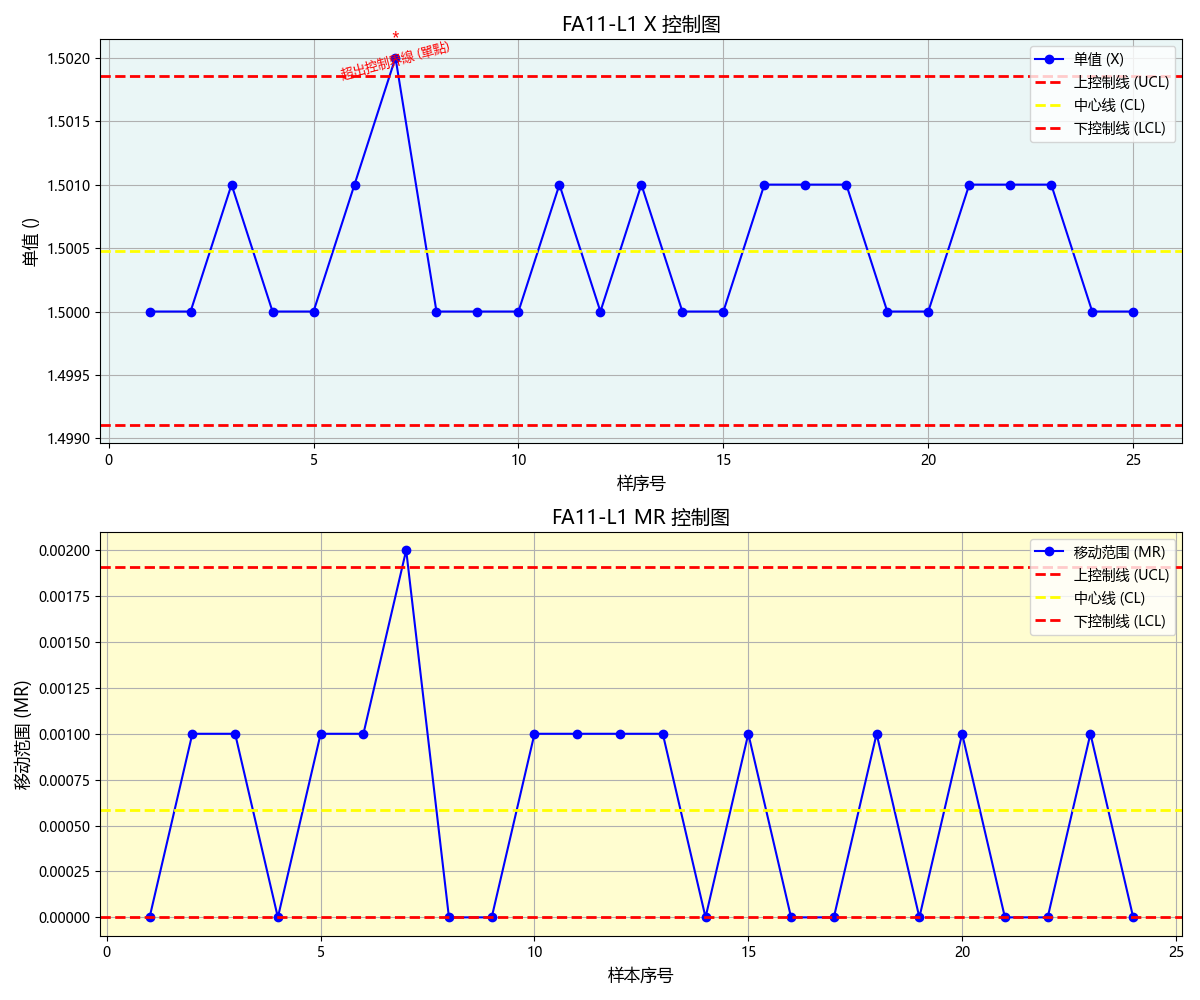 FA11-L1 X 控制图
*
超出控制界線 (單點)
单值 (X)
上控制线 (UCL)
中心线 (CL)
下控制线 (LCL)
单值 ()
1.5020
1.5015
1.5010
1.5005
1.5000
1.4995
1.4990
0 5 10 15 20 25
样序号
FA11-L1 MR 控制图
移动范围 (MR)
上控制线 (UCL)
中心线 (CL)
下控制线 (LCL)
移动范围 (MR)
0.00200
0.00175
0.00150
0.00125
0.00100
0.00075
0.00050
0.00025
0.00000
0 5 10 15 20 25
样本序号